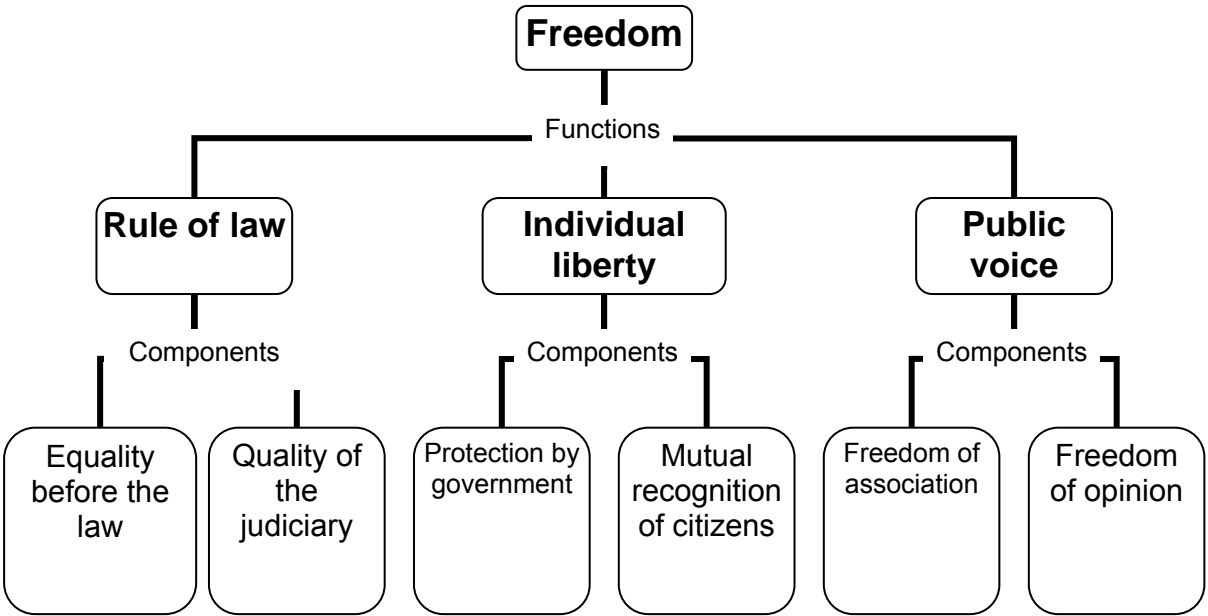 Freedom
Functions
Rule of law
Individual
liberty
Public
voice
Components
Components
Components
Equality
before the
law
Quality of
the
judiciary
Protection by
government
Mutual
recognition
of citizens
Freedom of
association
Freedom
of opinion